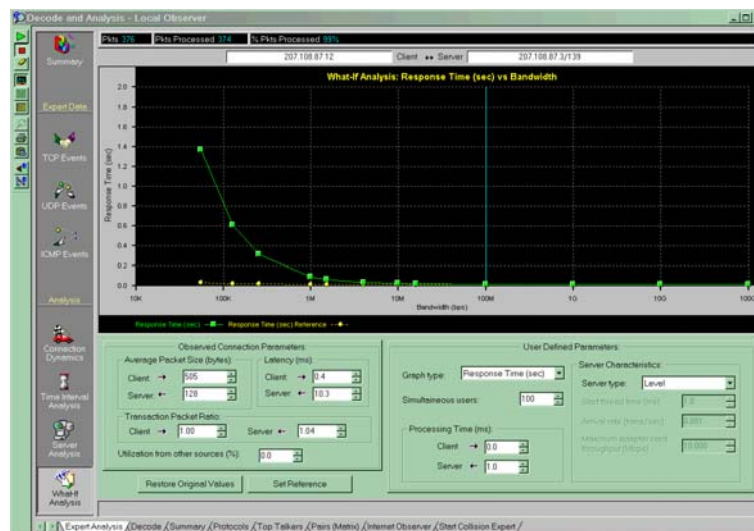 Decode and Analysis - Local Observer
Pkts 376 Pkts Processed 374 % Pkts Processed 99%
207.108.87.12 Client ↔ Server 207.108.87.3/139
Summary
Expert Data
TCP Events
UDP Events
ICMP Events
Analysis
Connection Dynamics
Time Interval Analysis
Server Analysis
What-If Analysis
What-If Analysis: Response Time (sec) vs Bandwidth
Response Time (sec)
2.0
1.8
1.6
1.4
1.2
1.0
0.8
0.6
0.4
0.2
0.0
10K 100K 1M 10M 100M 1G 10G
Bandwidth (bps)
Response Time (sec) Response Time (sec) Reference
Observed Connection Parameters:
Average Packet Size (bytes):
Client → 505
Server ← 128
Latency (ms):
Client → 0.4
Server ← 10.3
Transaction Packet Ratio:
Client → 1.00 Server ← 1.04
Utilization from other sources (%): 0.0
Restore Original Values Set Reference
User Defined Parameters:
Graph type: Response Time (sec)
Simultaneous users: 100
Processing Time (ms):
Client → 0.0
Server ← 1.0
Server Characteristics:
Server type: Level
Expert Analysis Decode Summary Protocols Top Talkers Pairs (Matrix) Internet Observer Start Collision Expert